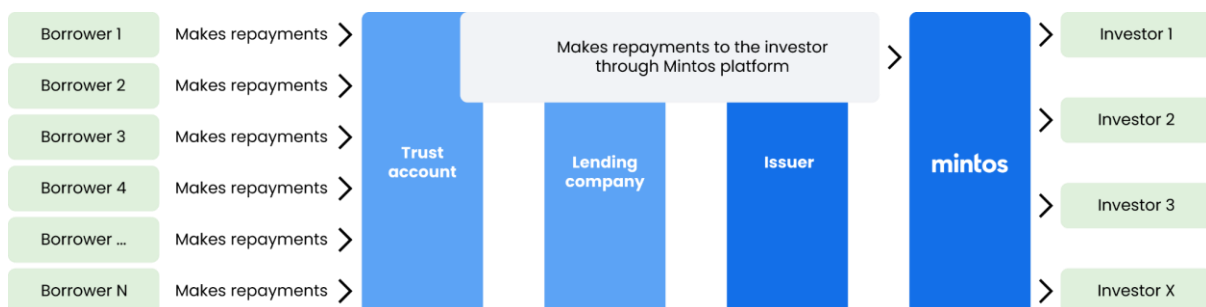 Borrower 1 Makes repayments
Makes repayments to the investor
through Mintos platform
Investor 1
Borrower 2 Makes repayments
Investor 2
Borrower 3 Makes repayments
Trust
account
Lending
company
Issuer
mintos
Borrower 4 Makes repayments
Investor 3
Borrower ... Makes repayments
Borrower N Makes repayments
Investor X